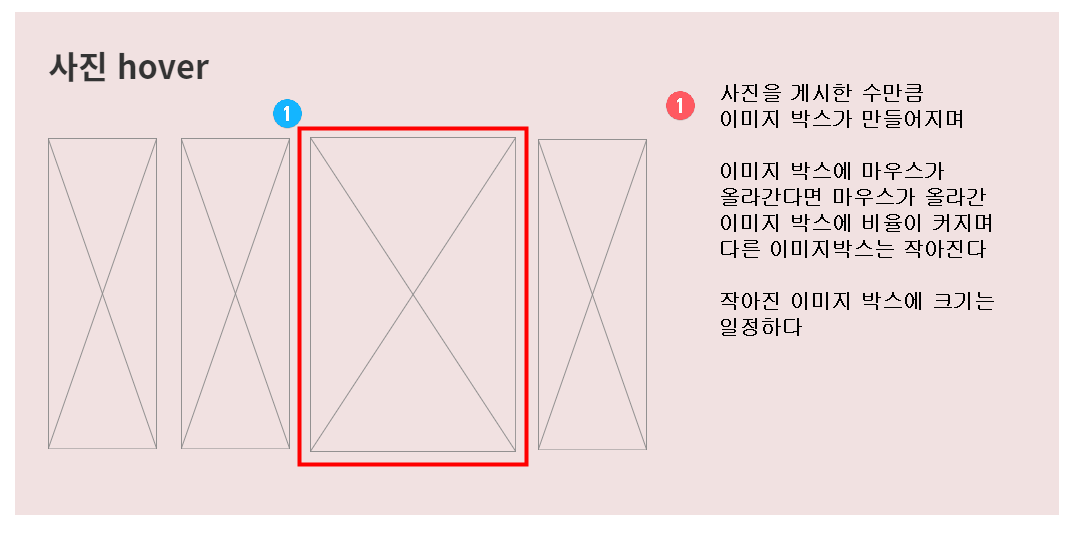 사진 hover
1
1
사진을 게시한 수만큼
이미지 박스가 만들어지며
이미지 박스에 마우스가
올라간다면 마우스가 올라간
이미지 박스에 비율이 커지며
다른 이미지박스는 작아진다
작아진 이미지 박스에 크기는
일정하다